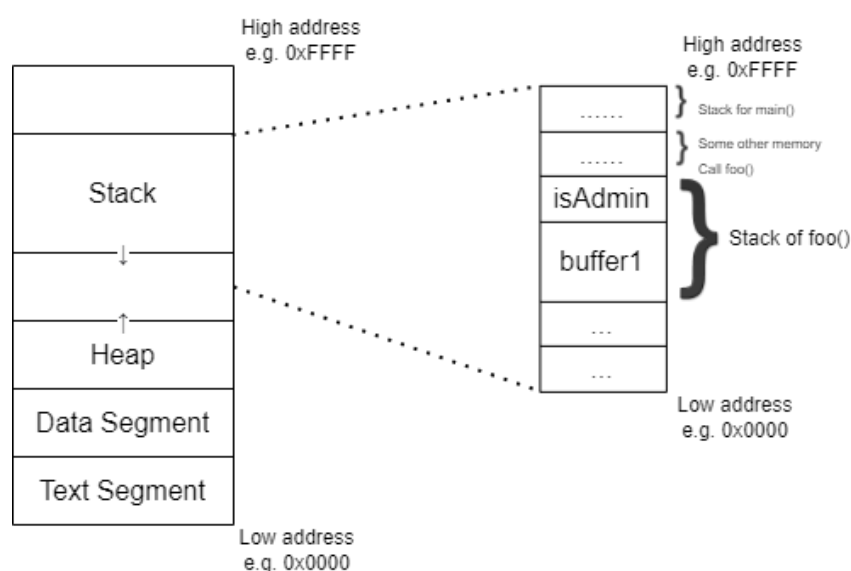 High address
e.g. 0xFFFF
Stack
↓
↑
Heap
Data Segment
Text Segment
Low address
e.g. 0x0000
High address
e.g. 0xFFFF
...... Stack for main()
...... Some other memory
Call foo()
isAdmin
buffer1
Stack of foo()
...
...
Low address
e.g. 0x0000